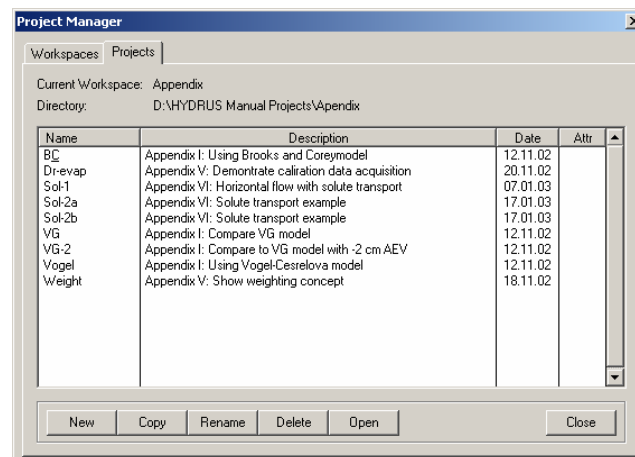 Project Manager
Workspaces Projects
Current Workspace: Appendix
Directory: D:\HYDRUS Manual Projects\Apendix
Name Description Date Attr
BC Appendix I: Using Brooks and Coreymodel 12.11.02
Dr-evap Appendix V: Demontrate caliration data acquisition 20.11.02
Sol-1 Appendix VI: Horizontal flow with solute transport 07.01.03
Sol-2a Appendix VI: Solute transport example 17.01.03
Sol-2b Appendix VI: Solute transport example 17.01.03
VG Appendix I: Compare VG model 12.11.02
VG-2 Appendix I: Compare to VG model with -2 cm AEV 12.11.02
Vogel Appendix I: Using Vogel-Cesrelova model 12.11.02
Weight Appendix V: Show weighting concept 18.11.02
New Copy Rename Delete Open Close